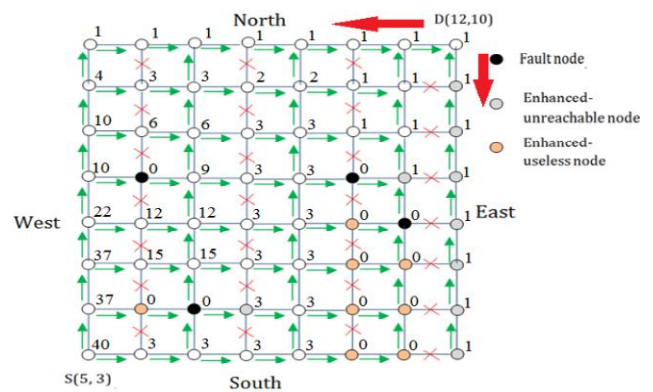 North
D(12,10)
1 1 1 1 1 1 1 1
Fault node
4 3 3 2 2 1 1 1
Enhanced-
unreachable node
10 6 6 3 3 1 1 1
Enhanced-
useless node
10 0 9 3 3 0 1 1
West
East
22 12 12 3 3 0 0 1
37 15 15 3 3 0 0 1
37 0 0 3 3 0 0 1
40 3 3 3 3 0 0 1
S(5, 3)
South